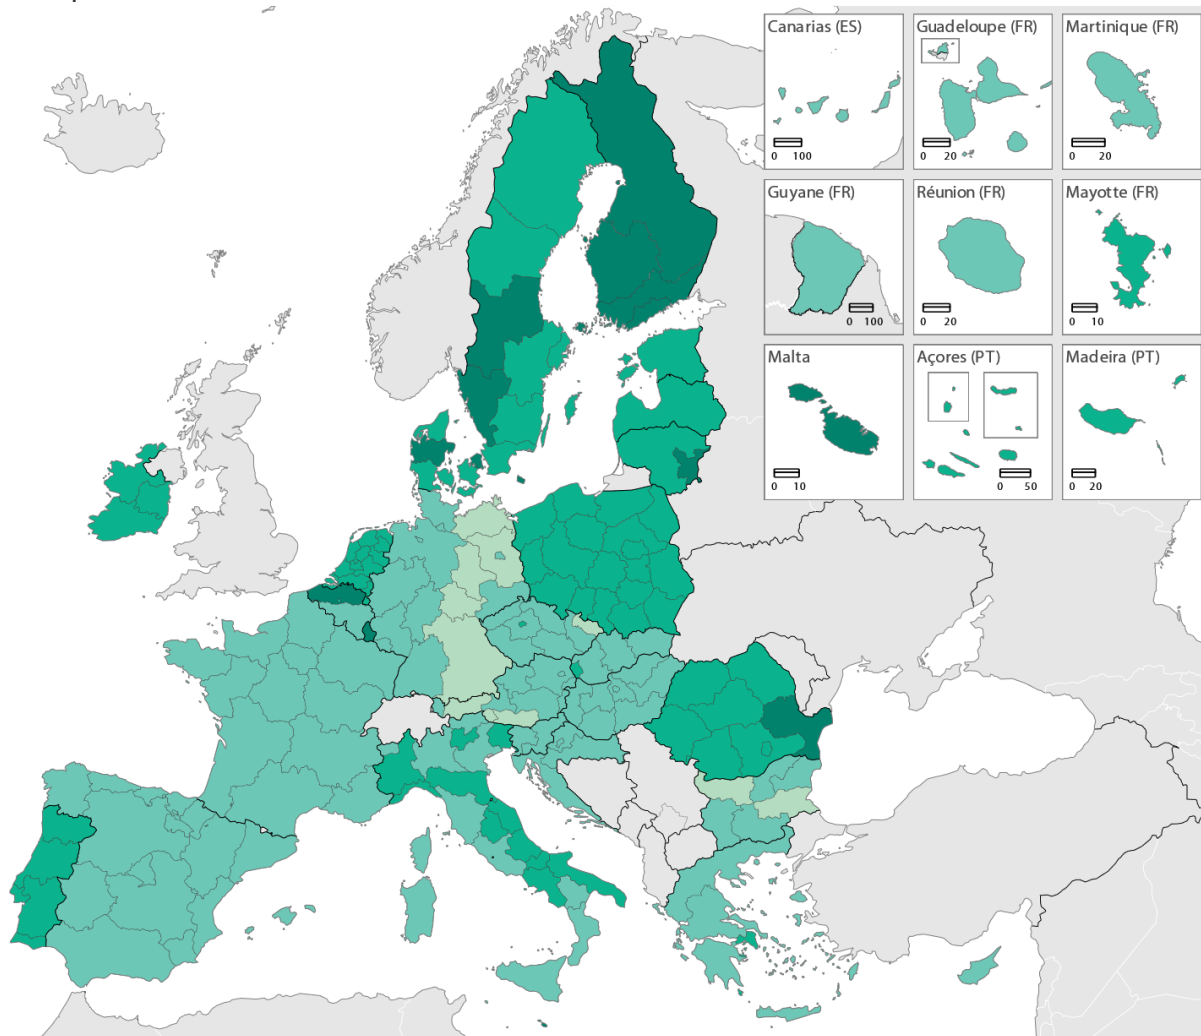 Canarias (ES)
0 100
Guadeloupe (FR)
0 20
Martinique (FR)
0 20
Guyane (FR)
0 100
Réunion (FR)
0 20
Mayotte (FR)
0 10
Malta
0 10
Açores (PT)
0 50
Madeira (PT)
0 20